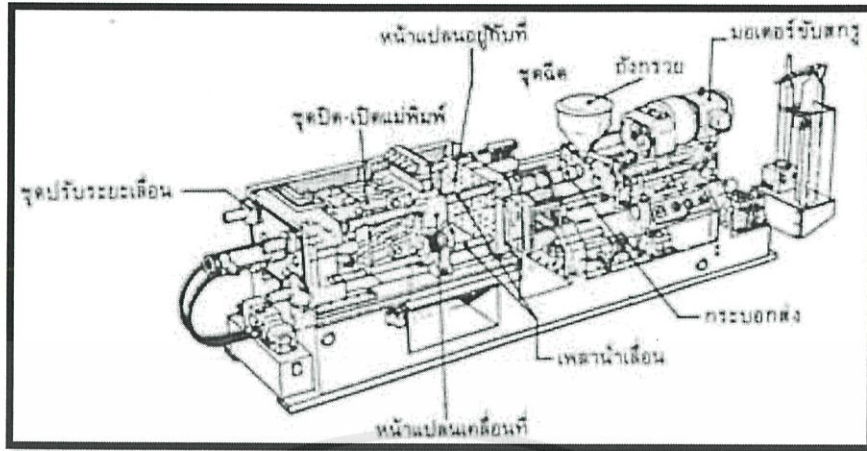 หน้าแปลนอยู่กับที่
มอเตอร์ขับสกรู
ชุดฉีด
ถังกรวย
ชุดปิด-เปิดแม่พิมพ์
ชุดปรับระยะเลื่อน
กระบอกส่ง
เพลานำเลื่อน
หน้าแปลนเคลื่อนที่